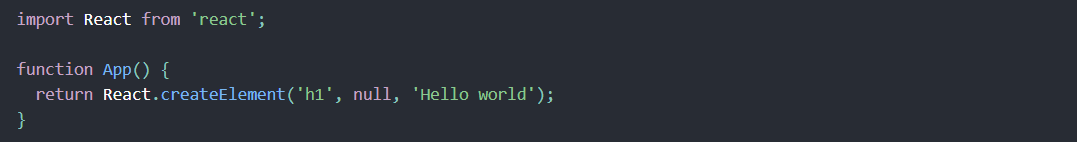 import React from 'react';

function App() {
  return React.createElement('h1', null, 'Hello world');
}